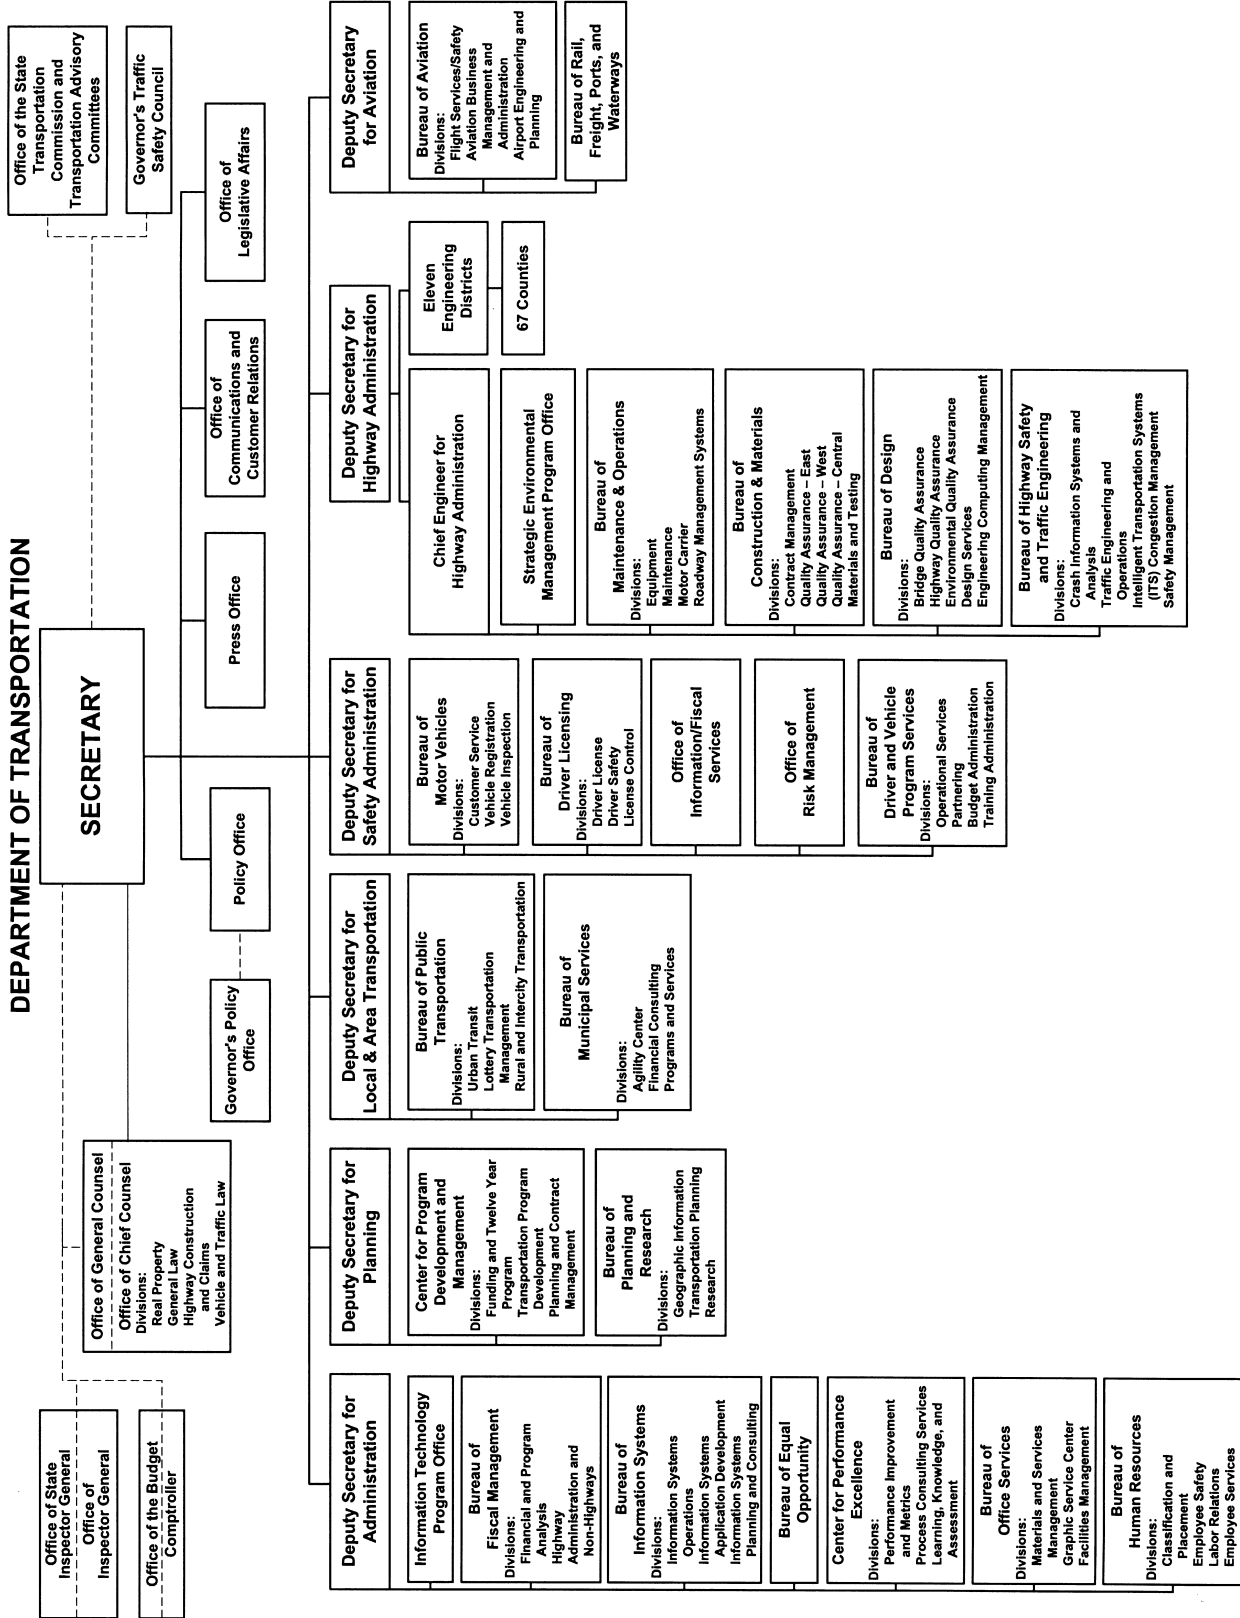 DEPARTMENT OF TRANSPORTATION
SECRETARY
Office of State
Inspector General
Office of
Inspector General
Office of the Budget
Comptroller
Office of General Counsel
Office of Chief Counsel
Divisions:
Real Property
General Law
Highway Construction
and Claims
Vehicle and Traffic Law
Office of the State
Transportation
Commission and
Transportation Advisory
Committees
Governor's Traffic
Safety Council
Governor's Policy
Office
Policy Office
Press Office
Office of
Communications and
Customer Relations
Office of
Legislative Affairs
Deputy Secretary for
Administration
Information Technology
Program Office
Bureau of
Fiscal Management
Divisions:
Financial and Program
Analysis
Highway
Administration and
Non-Highways
Bureau of
Information Systems
Divisions:
Information Systems
Operations
Information Systems
Application Development
Information Systems
Planning and Consulting
Bureau of Equal
Opportunity
Center for Performance
Excellence
Divisions:
Performance Improvement
and Metrics
Process Consulting Services
Learning, Knowledge, and
Assessment
Bureau of
Office Services
Divisions:
Materials and Services
Management
Graphic Service Center
Facilities Management
Bureau of
Human Resources
Divisions:
Classification and
Placement
Employee Safety
Labor Relations
Employee Services
Deputy Secretary for
Planning
Center for Program
Development and
Management
Divisions:
Funding and Twelve Year
Program
Transportation Program
Development
Planning and Contract
Management
Bureau of
Planning and
Research
Divisions:
Geographic Information
Transportation Planning
Research
Deputy Secretary for
Local & Area Transportation
Bureau of Public
Transportation
Divisions:
Urban Transit
Lottery Transportation
Management
Rural and Intercity Transportation
Bureau of
Municipal Services
Divisions:
Agility Center
Financial Consulting
Programs and Services
Deputy Secretary for
Safety Administration
Bureau of
Motor Vehicles
Divisions:
Customer Service
Vehicle Registration
Vehicle Inspection
Bureau of
Driver Licensing
Divisions:
Driver License
Driver Safety
License Control
Office of
Information/Fiscal
Services
Office of
Risk Management
Bureau of
Driver and Vehicle
Program Services
Divisions:
Operational Services
Partnering
Budget Administration
Training Administration
Deputy Secretary for
Highway Administration
Chief Engineer for
Highway Administration
Strategic Environmental
Management Program Office
Bureau of
Maintenance & Operations
Divisions:
Equipment
Maintenance
Motor Carrier
Roadway Management Systems
Bureau of
Construction & Materials
Divisions:
Contract Management
Quality Assurance – East
Quality Assurance – West
Quality Assurance – Central
Materials and Testing
Bureau of Design
Divisions:
Bridge Quality Assurance
Highway Quality Assurance
Environmental Quality Assurance
Design Services
Engineering Computing Management
Bureau of Highway Safety
and Traffic Engineering
Divisions:
Crash Information Systems and
Analysis
Traffic Engineering and
Operations
Intelligent Transportation Systems
(ITS) Congestion Management
Safety Management
Eleven
Engineering
Districts
67 Counties
Deputy Secretary
for Aviation
Bureau of Aviation
Divisions:
Flight Services/Safety
Aviation Business
Management and
Administration
Airport Engineering and
Planning
Bureau of Rail,
Freight, Ports, and
Waterways